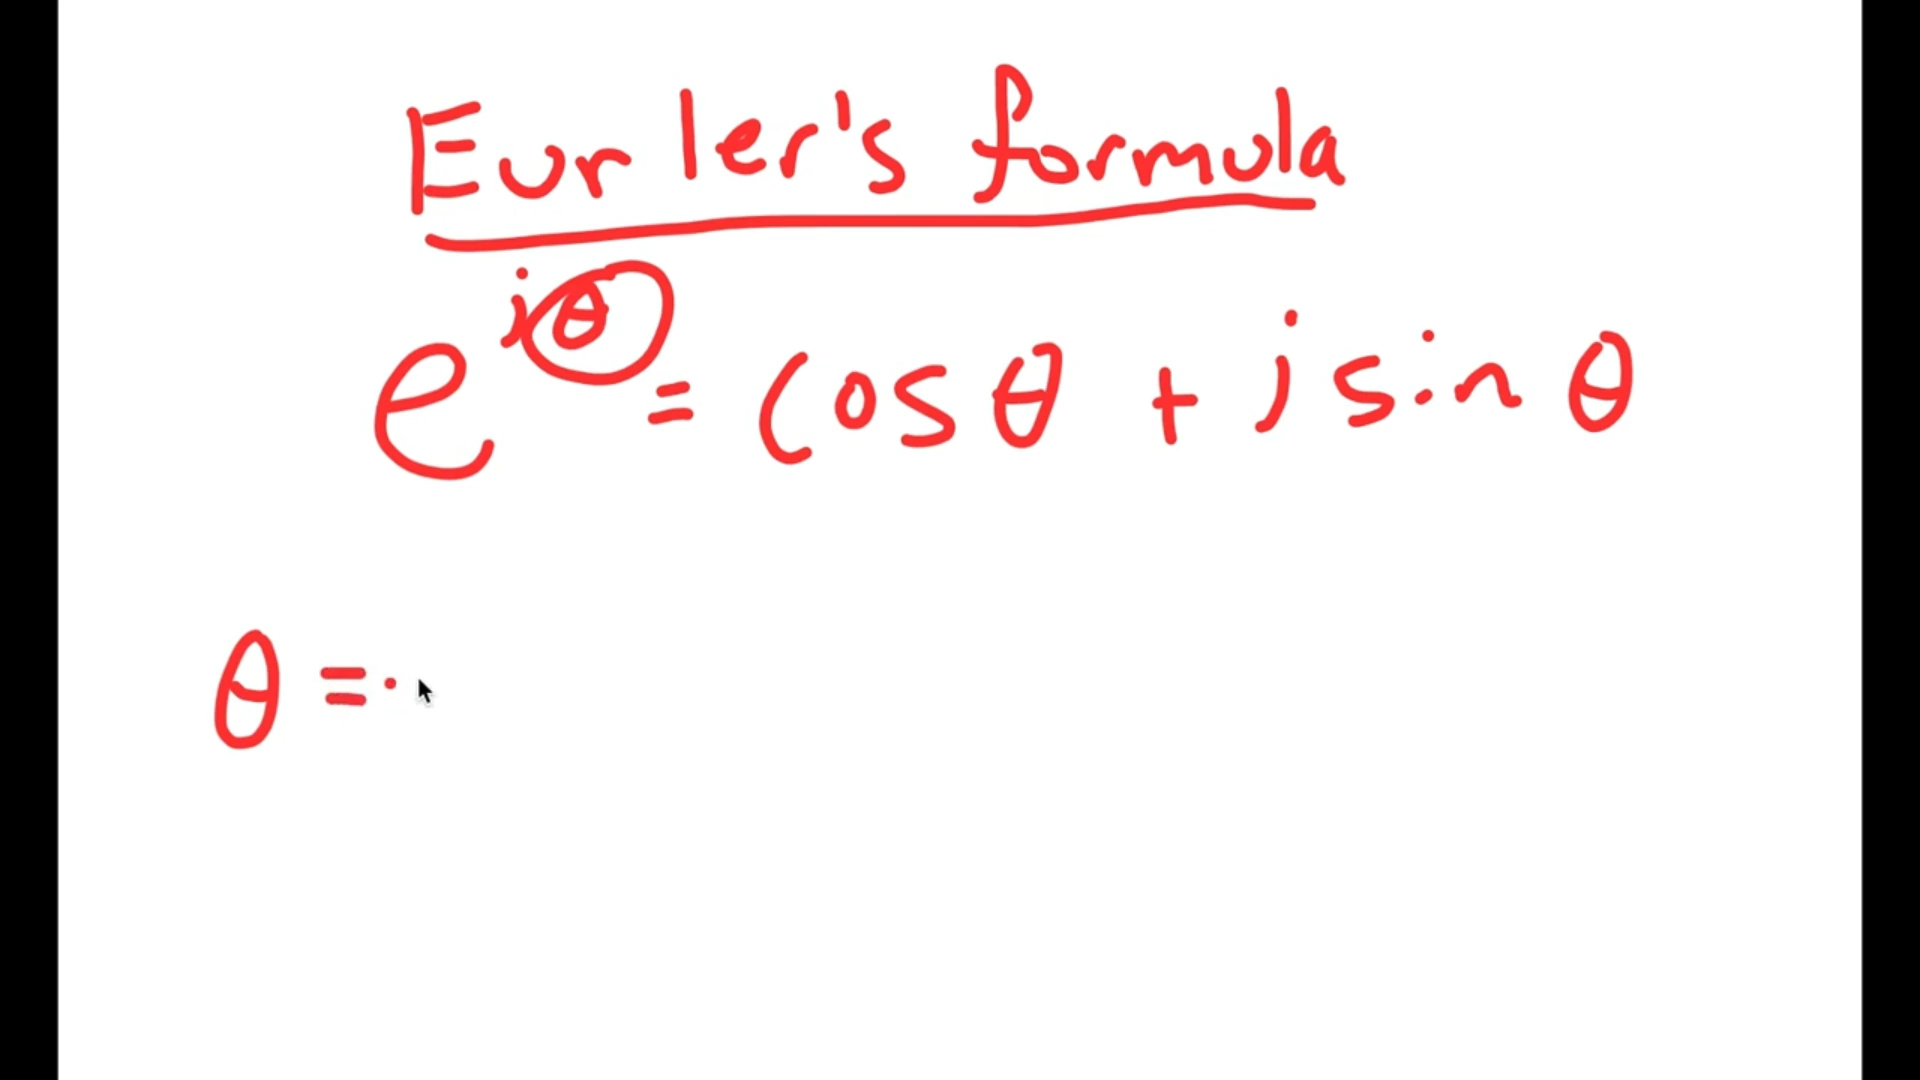 Eurler's formula
e^{jθ} = cosθ + j sin θ
θ = ·